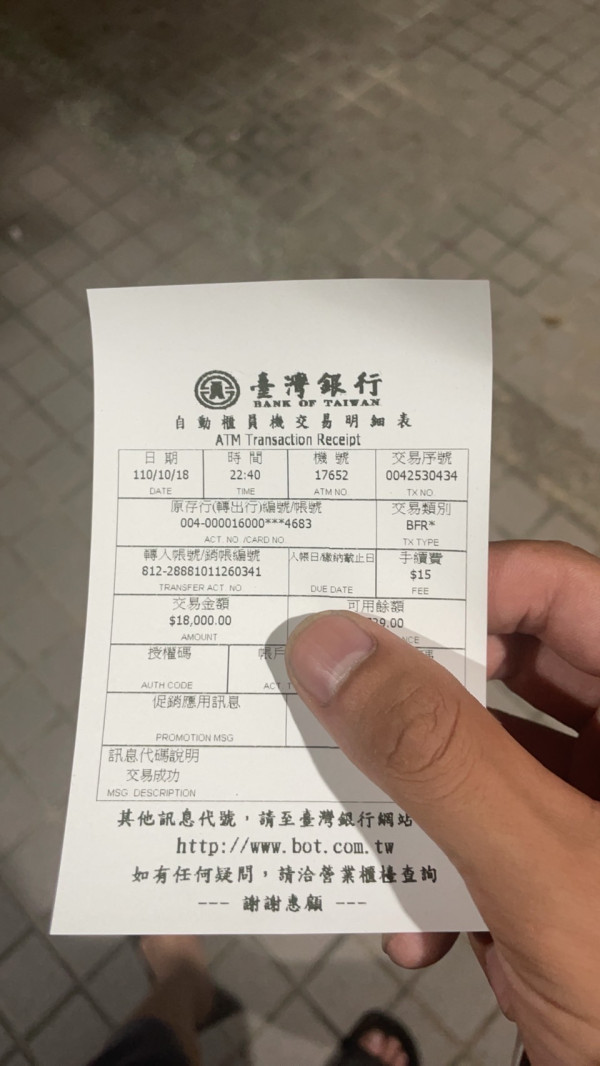 臺灣銀行
BANK OF TAIWAN
自動櫃員機交易明細表
ATM Transaction Receipt
日期 時間 機號 交易序號
110/10/18 22:40 17652 0042530434
DATE TIME ATM NO. TX NO.
原存行(轉出行)編號/帳號 交易類別
004-000016000***4683 BFR*
ACT NO./CARD NO. TX TYPE
轉入帳號/銷帳編號 入帳日/繳納截止日 手續費
812-28881011260341 $15
TRANSFER ACT NO DUE DATE FEE
交易金額 可用餘額
$18,000.00 29.00
AMOUNT
授權碼 帳戶
AUTH CODE ACT
促銷應用訊息
PROMOTION MSG
訊息代碼說明
交易成功
MSG DESCRIPTION
其他訊息代號,請至臺灣銀行網站
http://www.bot.com.tw
如有任何疑問,請洽營業櫃檯查詢
--- 謝謝惠顧 ---